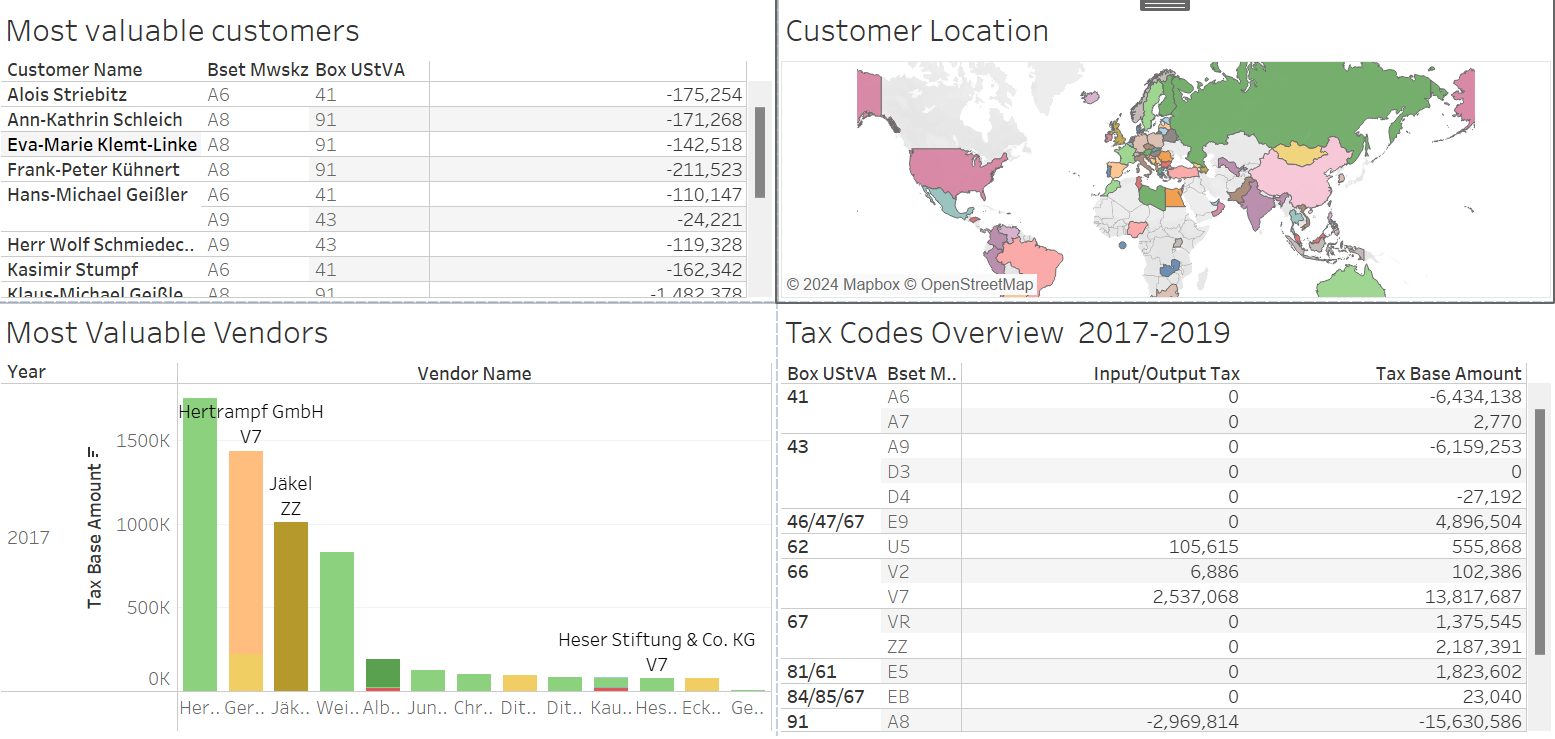 Most valuable customers
Customer Name Bset Mwskz Box UStVA
Alois Striebitz A6 41 -175,254
Ann-Kathrin Schleich A8 91 -171,268
Eva-Marie Klemt-Linke A8 91 -142,518
Frank-Peter Kühnert A8 91 -211,523
Hans-Michael Geißler A6 41 -110,147
A9 43 -24,221
Herr Wolf Schmiedec.. A9 43 -119,328
Kasimir Stumpf A6 41 -162,342
Klaus-Michael Geißle A8 91 -1,482,378
Customer Location
© 2024 Mapbox © OpenStreetMap
Most Valuable Vendors
Year Vendor Name
2017
Tax Base Amount
1500K
1000K
500K
0K
Hertrampf GmbH
V7
Jäkel
ZZ
Heser Stiftung & Co. KG
V7
Her.. Ger.. Jäk.. Wei.. Alb.. Jun.. Chr.. Dit.. Dit.. Kau.. Hes.. Eck.. Ge..
Tax Codes Overview 2017-2019
Box UStVA Bset M.. Input/Output Tax Tax Base Amount
41 A6 0 -6,434,138
A7 0 2,770
43 A9 0 -6,159,253
D3 0 0
D4 0 -27,192
46/47/67 E9 0 4,896,504
62 U5 105,615 555,868
66 V2 6,886 102,386
V7 2,537,068 13,817,687
67 VR 0 1,375,545
ZZ 0 2,187,391
81/61 E5 0 1,823,602
84/85/67 EB 0 23,040
91 A8 -2,969,814 -15,630,586